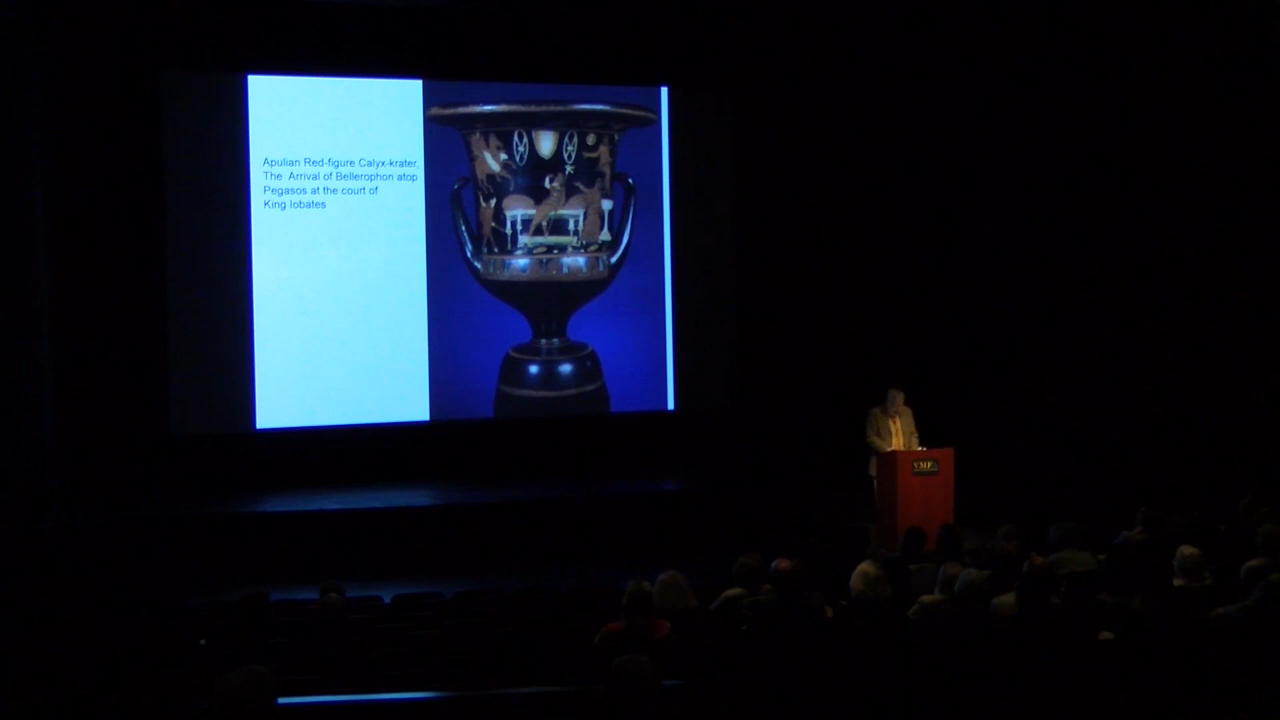 Apulian Red-figure Calyx-krater,
The Arrival of Bellerophon atop
Pegasos at the court of
King Iobates
VMFA